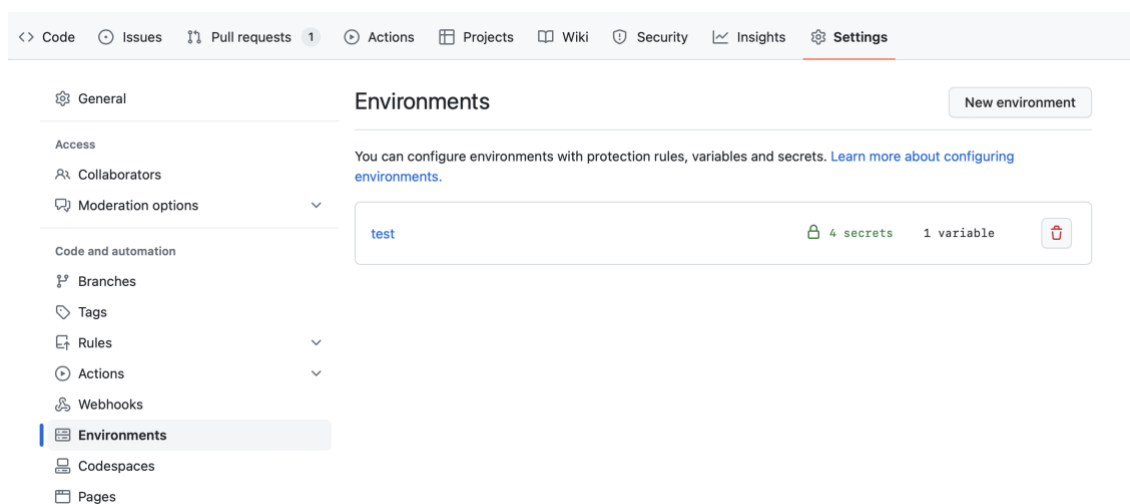 Code Issues Pull requests 1 Actions Projects Wiki Security Insights Settings
General
Access
Collaborators
Moderation options
Code and automation
Branches
Tags
Rules
Actions
Webhooks
Environments
Codespaces
Pages
Environments
New environment
You can configure environments with protection rules, variables and secrets. Learn more about configuring
environments.
test 4 secrets 1 variable